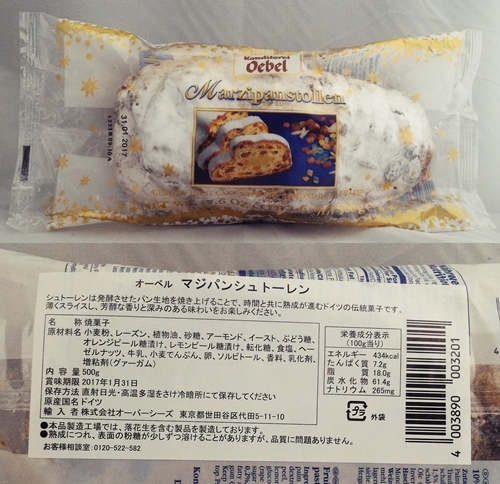 Konditorei
Oebel
Marzipanstollen
31.01.2017
オーベル マジパンシュトーレン
シュトーレンは発酵させたパン生地を焼き上げることで、時間と共に熟成が進むドイツの伝統菓子です。
薄くスライスし、芳醇な香りと深みのある味わいをお楽しみください。
名 称 焼菓子
原材料名 小麦粉、レーズン、植物油、砂糖、アーモンド、イースト、ぶどう糖、
オレンジピール糖漬け、レモンピール糖漬け、転化糖、食塩、ヘー
ゼルナッツ、牛乳、小麦でんぷん、卵、ソルビトール、香料、乳化剤、
増粘剤(グァーガム)
内 容 量 500g
賞味期限 2017年1月31日
保存方法 直射日光・高温多湿をさけ冷暗所にて保存してください
原産国名 ドイツ
輸 入 者 株式会社オーバーシーズ 東京都世田谷区代田5-11-10
●本品製造工場では、落花生を含む製品を製造しております。
●熟成につれ、表面の粉糖が少しずつ溶けることがありますが、品質に問題ありません。
お客様相談室:0120-522-582
栄養成分表示
(100g当り)
エネルギー 434kcal
たんぱく質 7.2g
脂 質 18.0g
炭水化物 61.4g
ナトリウム 265mg
プラ
外袋
4 003890 003201